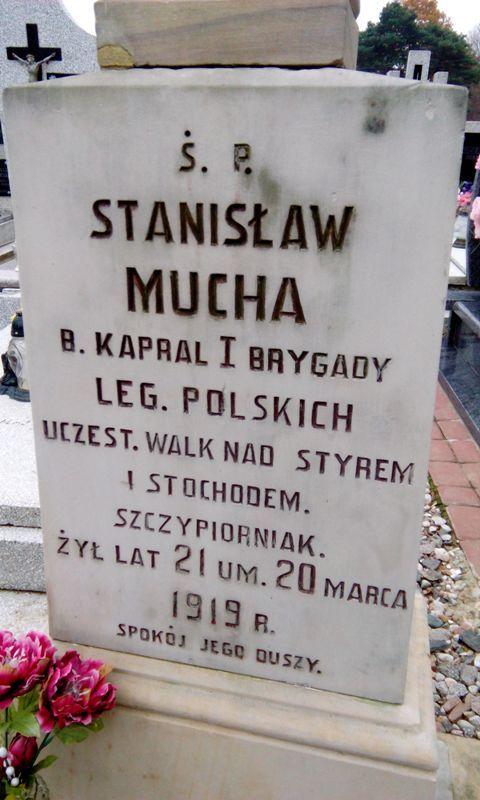 Ś. P.
STANISŁAW
MUCHA
B. KAPRAL I BRYGADY
LEG. POLSKICH
UCZEST. WALK NAD STYREM
I STOCHODEM.
SZCZYPIORNIAK.
ŻYŁ LAT 21 UM. 20 MARCA
1919 R.
SPOKÓJ JEGO DUSZY.